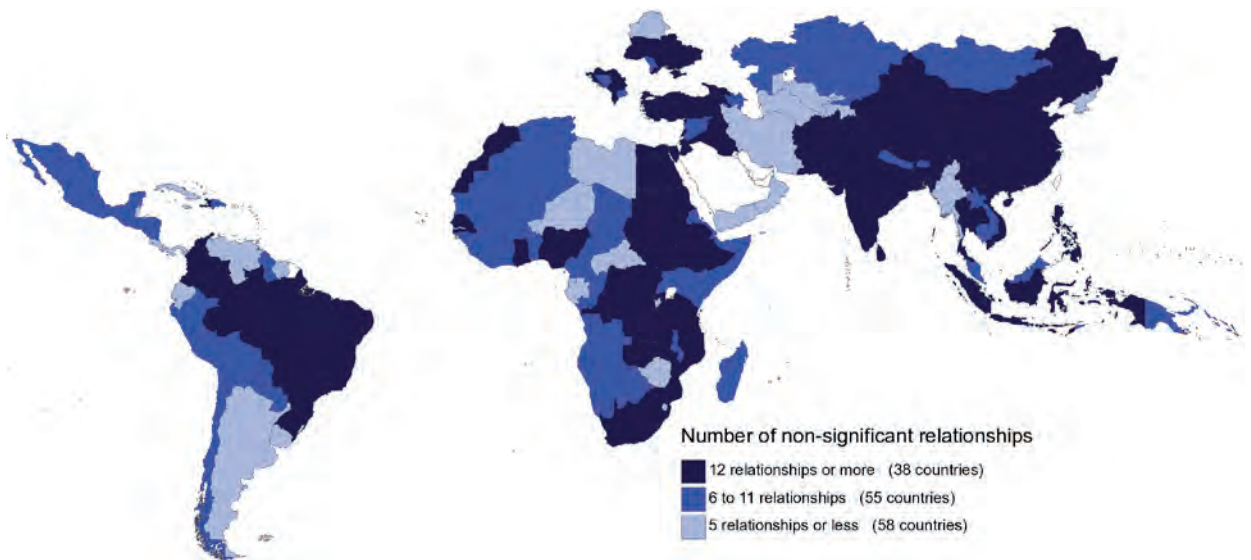 Number of non-significant relationships
12 relationships or more (38 countries)
6 to 11 relationships (55 countries)
5 relationships or less (58 countries)